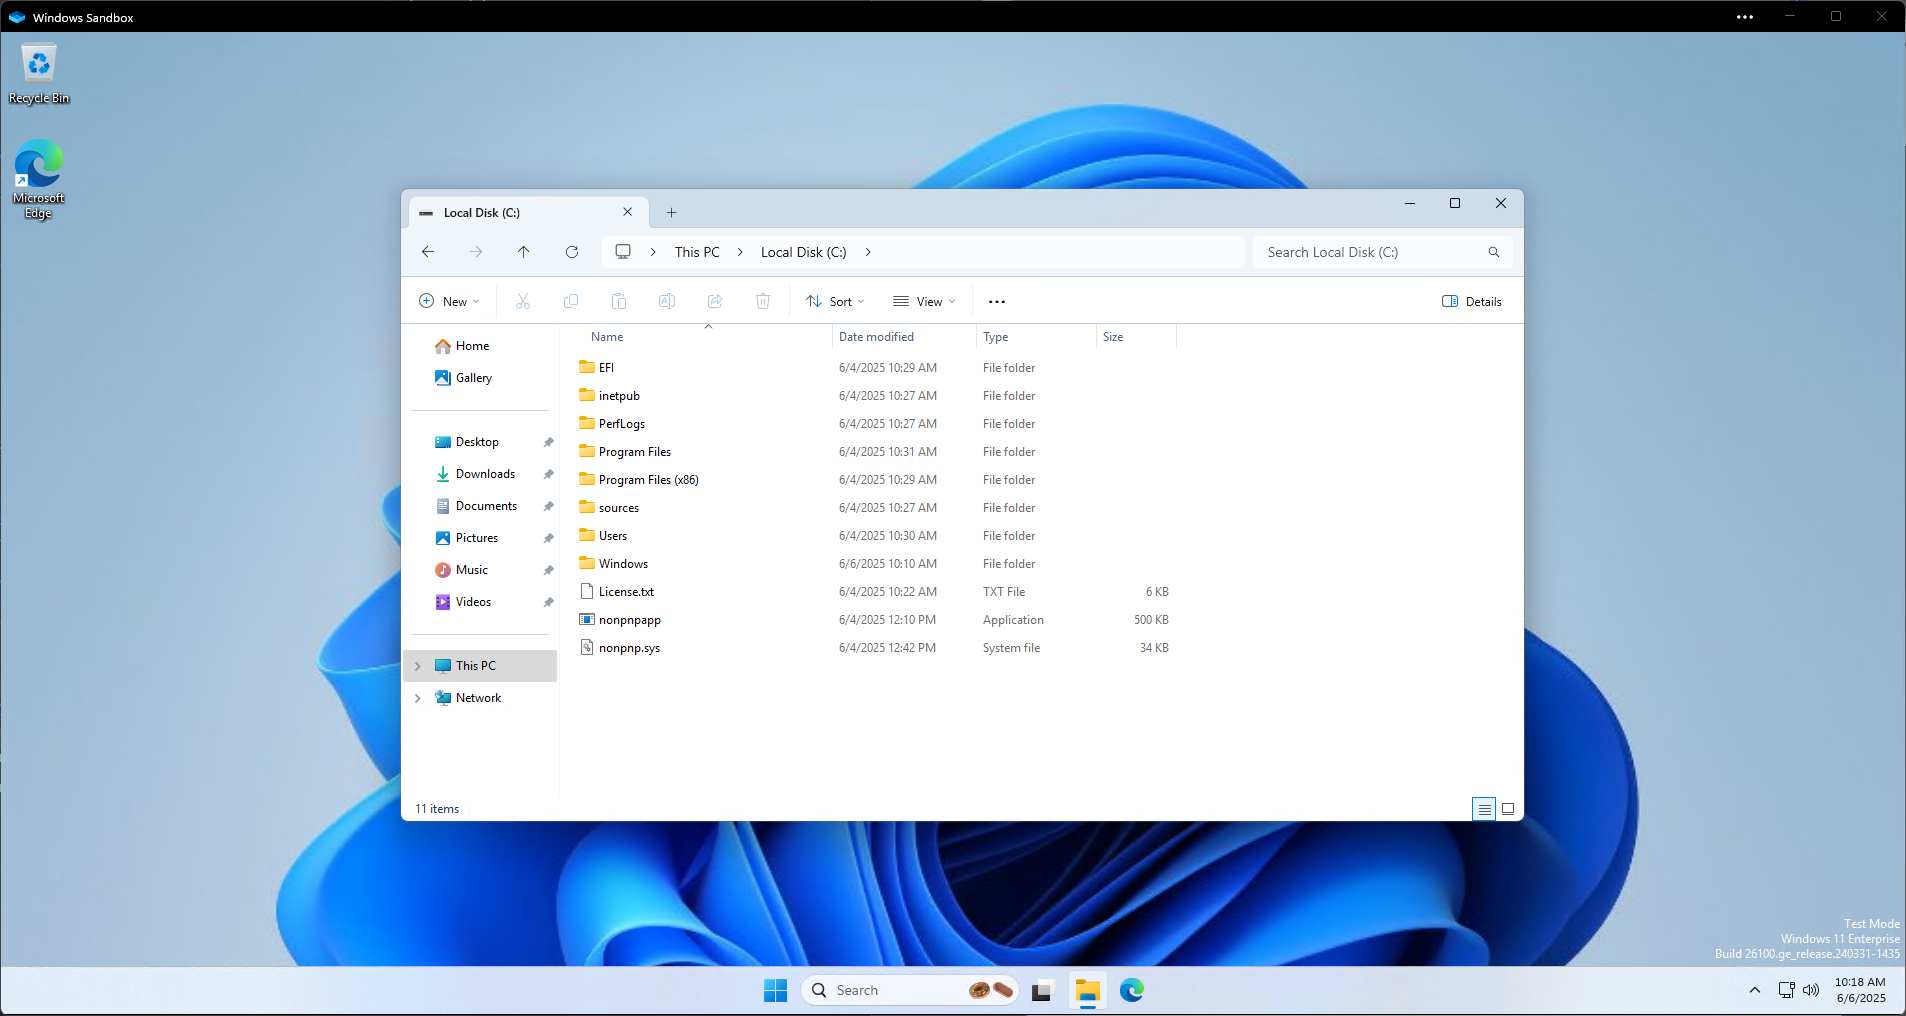 Windows Sandbox
Recycle Bin
Microsoft
Edge
Local Disk (C:)
This PC
Local Disk (C:)
Search Local Disk (C:)
New
Sort
View
Details
Name Date modified Type Size
Home
Gallery
Desktop
Downloads
Documents
Pictures
Music
Videos
This PC
Network
EFI 6/4/2025 10:29 AM File folder
inetpub 6/4/2025 10:27 AM File folder
PerfLogs 6/4/2025 10:27 AM File folder
Program Files 6/4/2025 10:31 AM File folder
Program Files (x86) 6/4/2025 10:29 AM File folder
sources 6/4/2025 10:27 AM File folder
Users 6/4/2025 10:30 AM File folder
Windows 6/6/2025 10:10 AM File folder
License.txt 6/4/2025 10:22 AM TXT File 6 KB
nonpnpapp 6/4/2025 12:10 PM Application 500 KB
nonpnp.sys 6/4/2025 12:42 PM System file 34 KB
11 items
Test Mode
Windows 11 Enterprise
Build 26100.ge_release.240331-1435
Search
10:18 AM
6/6/2025